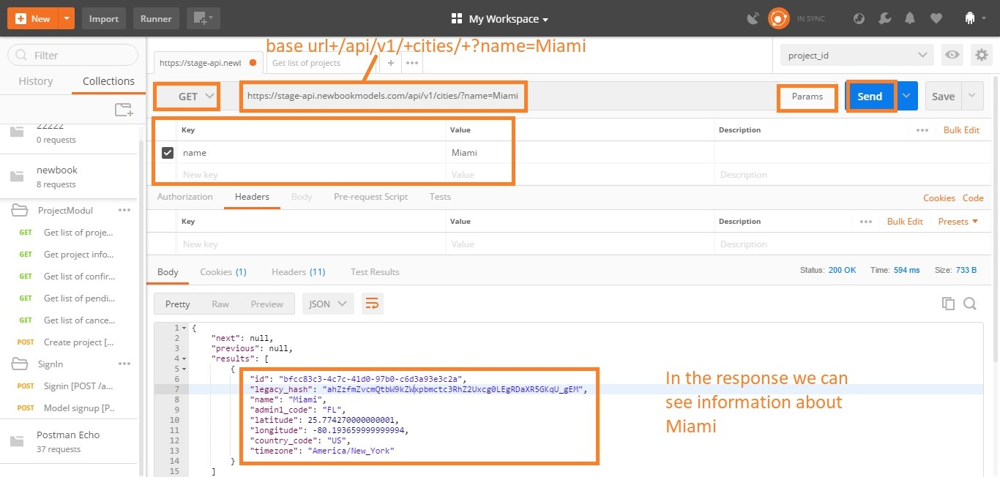 New
Import
Runner
My Workspace
IN SYNC
base url+/api/v1/+cities/+?name=Miami
Filter
History
Collections
https://stage-api.newl
Get list of projects
+
•••
project_id
GET
https://stage-api.newbookmodels.com/api/v1/cities/?name=Miami
Params
Send
Save
Key Value Description ••• Bulk Edit
name Miami
New key Value Description
Authorization Headers Body Pre-request Script Tests Cookies Code
Key Value Description ••• Bulk Edit Presets
New key Value Description
Body Cookies (1) Headers (11) Test Results Status: 200 OK Time: 594 ms Size: 733 B
Pretty Raw Preview JSON
22222
0 requests
newbook
8 requests
ProjectModul •••
GET Get list of proje...
GET Get project info...
GET Get list of confir...
GET Get list of pendi...
GET Get list of cance...
POST Create project [...
SignIn •••
POST Signin [POST /a...
POST Model signup [P...
Postman Echo
37 requests
1 {
2 "next": null,
3 "previous": null,
4 "results": [
5 {
6 "id": "bfcc83c3-4c7c-41d0-97b0-c6d3a93e3c2a",
7 "legacy_hash": "ahZzfmZvcmQtbW9kZWxpbmctc3RhZ2Uxcg0LEgRDaXR5GKqU_gEM",
8 "name": "Miami",
9 "admin1_code": "FL",
10 "latitude": 25.774270000000001,
11 "longitude": -80.193659999999994,
12 "country_code": "US",
13 "timezone": "America/New_York"
14 }
15 ]
In the response we can
see information about
Miami